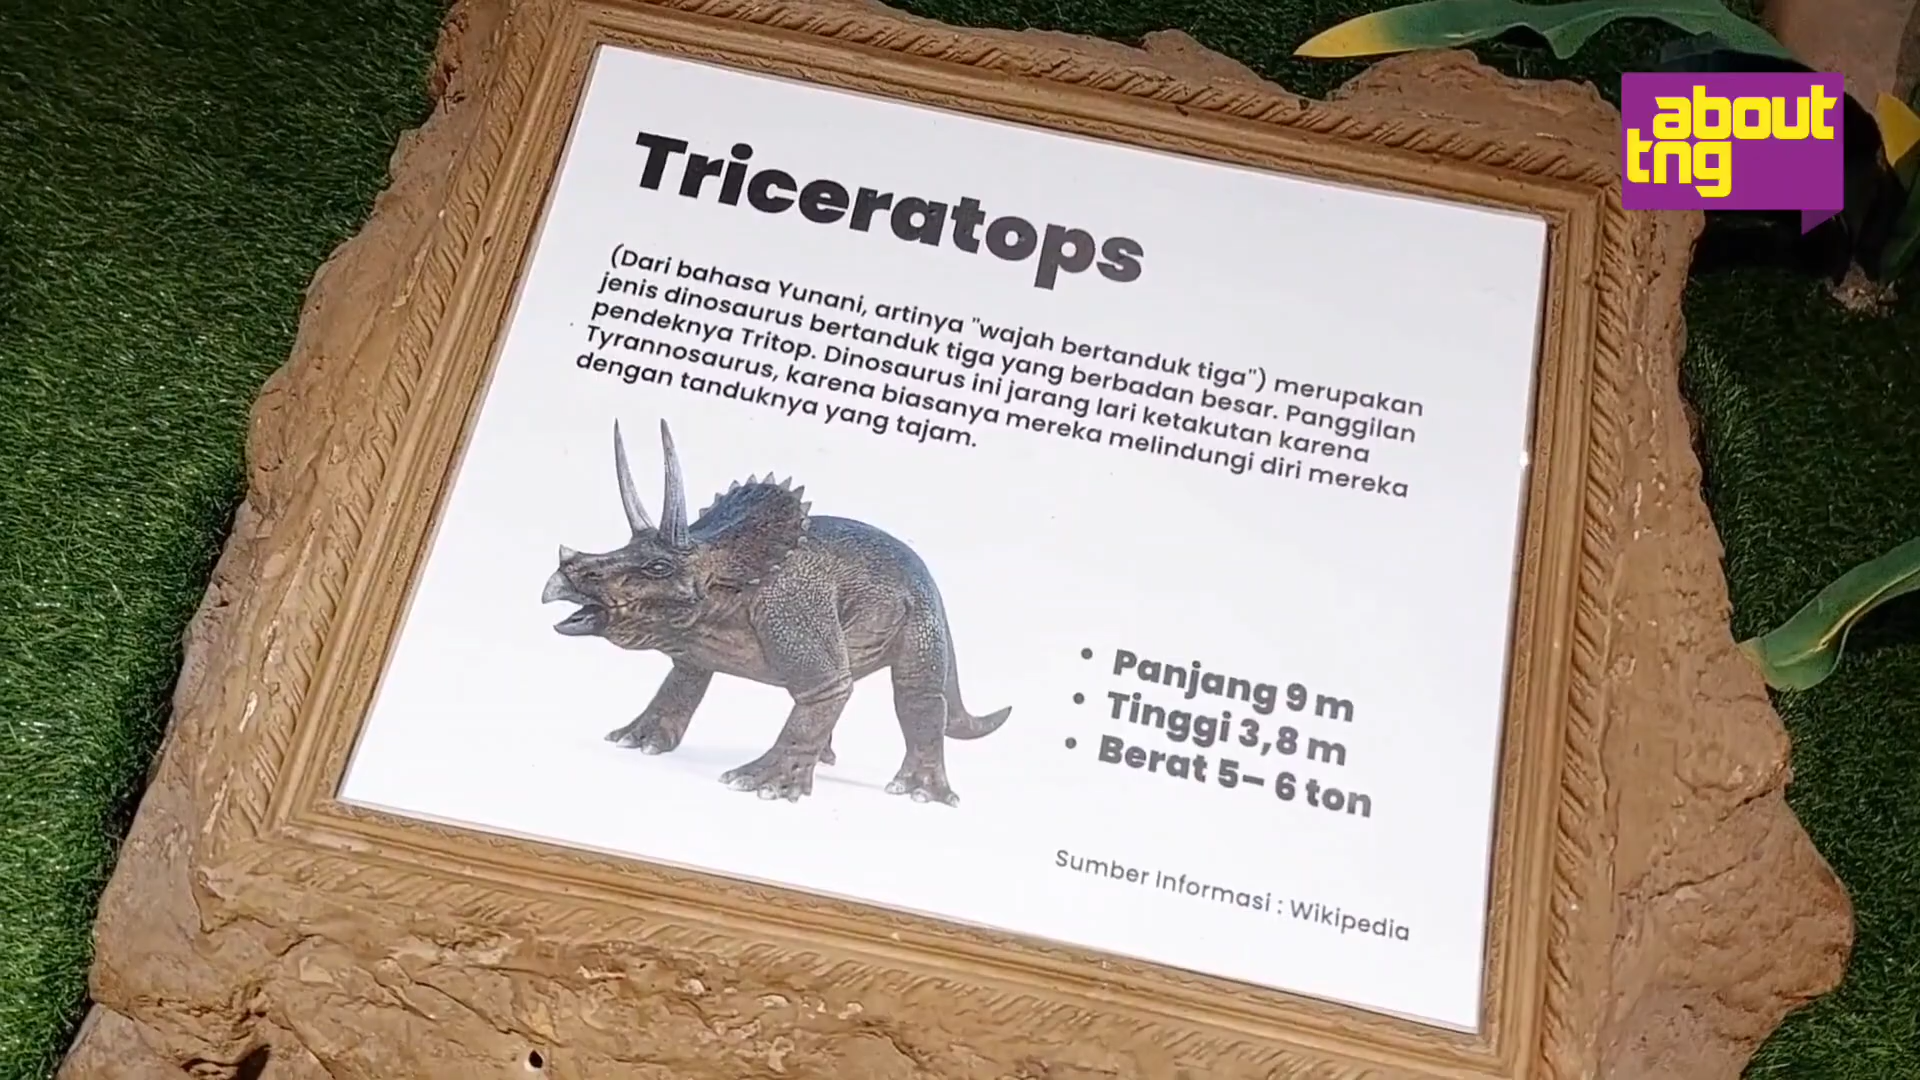 about
tng
Triceratops
(Dari bahasa Yunani, artinya "wajah bertanduk tiga") merupakan
jenis dinosaurus bertanduk tiga yang berbadan besar. Panggilan
pendeknya Tritop. Dinosaurus ini jarang lari ketakutan karena
Tyrannosaurus, karena biasanya mereka melindungi diri mereka
dengan tanduknya yang tajam.
• Panjang 9 m
• Tinggi 3,8 m
• Berat 5– 6 ton
Sumber Informasi : Wikipedia